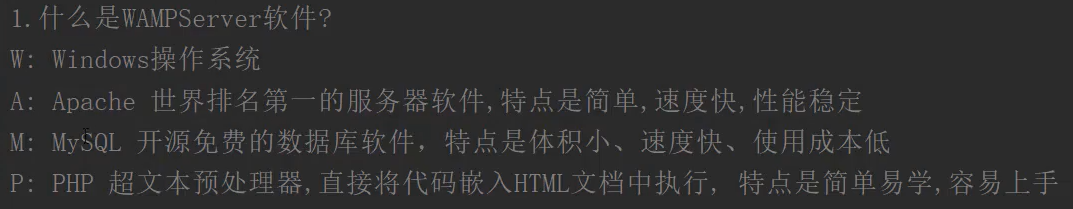 1.什么是WAMPServer软件?
W: Windows操作系统
A: Apache 世界排名第一的服务器软件,特点是简单,速度快,性能稳定
M: MySQL 开源免费的数据库软件，特点是体积小、速度快、使用成本低
P: PHP 超文本预处理器,直接将代码嵌入HTML文档中执行, 特点是简单易学,容易上手